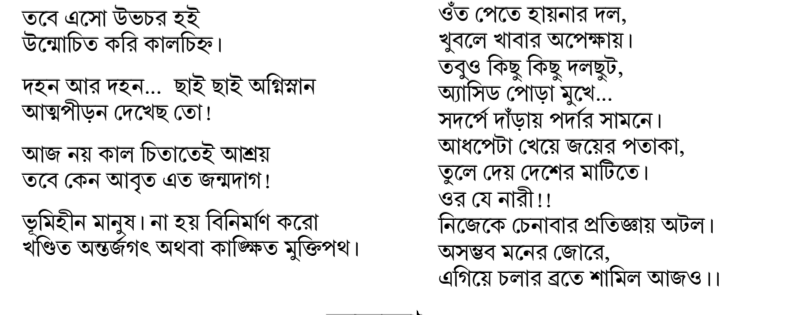 তবে এসো উভচর হই
উন্মোচিত করি কালচিহ্ন।
দহন আর দহন... ছাই ছাই অগ্নিস্নান
আত্মপীড়ন দেখেছ তো!
আজ নয় কাল চিতাতেই আশ্রয়
তবে কেন আবৃত এত জন্মদাগ!
ভূমিহীন মানুষ। না হয় বিনির্মাণ করো
খণ্ডিত অন্তর্জগৎ অথবা কাঙ্ক্ষিত মুক্তিপথ।
ওঁত পেতে হায়নার দল,
খুবলে খাবার অপেক্ষায়।
তবুও কিছু কিছু দলছুট,
অ্যাসিড পোড়া মুখে...
সদর্পে দাঁড়ায় পর্দার সামনে।
আধপেটা খেয়ে জয়ের পতাকা,
তুলে দেয় দেশের মাটিতে।
ওর যে নারী!!
নিজেকে চেনাবার প্রতিজ্ঞায় অটল।
অসম্ভব মনের জোরে,
এগিয়ে চলার ব্রতে শামিল আজও।।